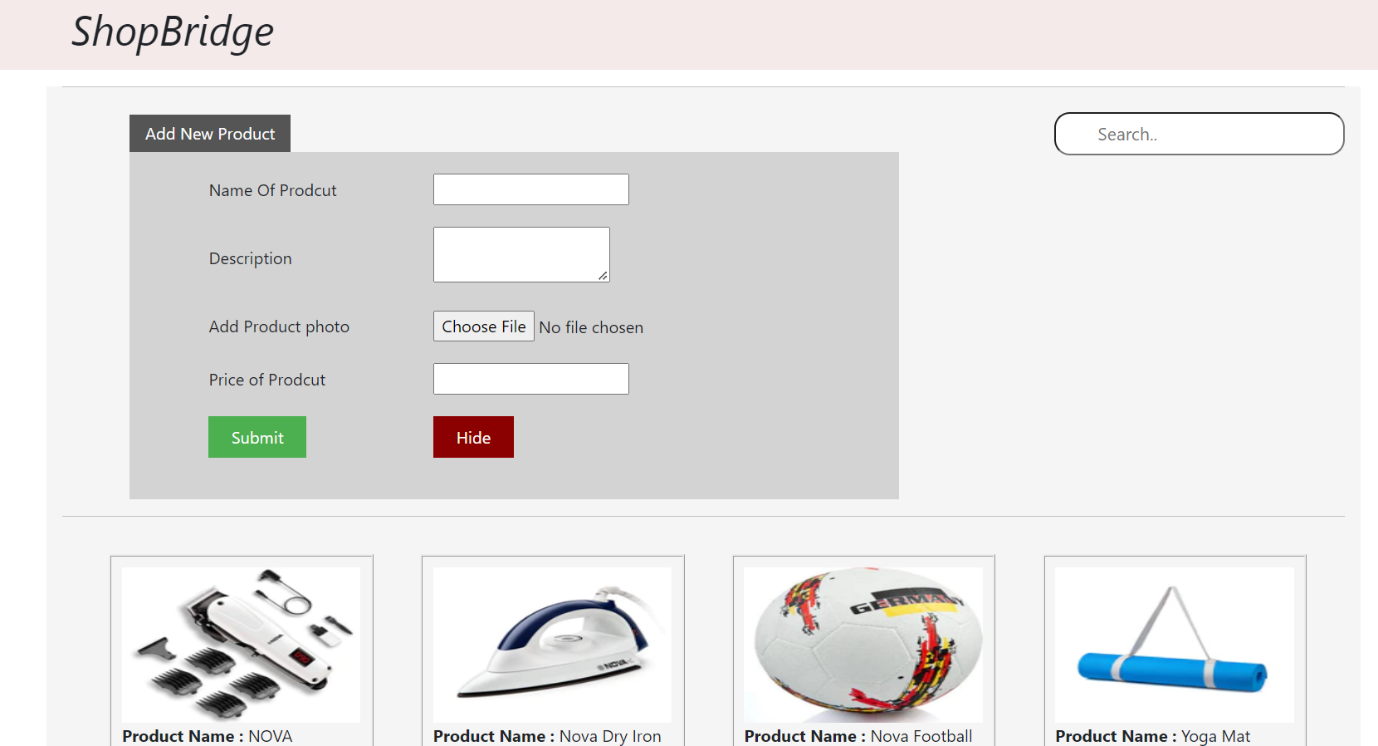 ShopBridge
Add New Product
Search..
Name Of Prodcut
Description
Add Product photo
Choose File No file chosen
Price of Prodcut
Submit
Hide
GERMANY
NOVA
Product Name : NOVA
Product Name : Nova Dry Iron
Product Name : Nova Football
Product Name : Yoga Mat